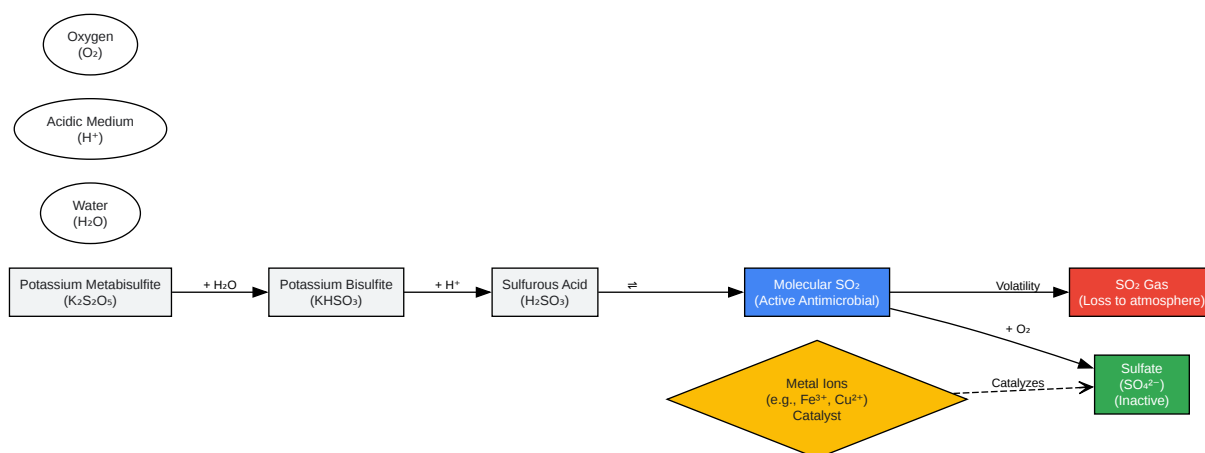 Oxygen
(O₂)
Acidic Medium
(H⁺)
Water
(H₂O)
Potassium Metabisulfite
(K₂S₂O₅)
+ H₂O
Potassium Bisulfite
(KHSO₃)
+ H⁺
Sulfurous Acid
(H₂SO₃)
⇌
Molecular SO₂
(Active Antimicrobial)
Volatility
SO₂ Gas
(Loss to atmosphere)
+ O₂
Sulfate
(SO₄²⁻)
(Inactive)
Metal Ions
(e.g., Fe³⁺, Cu²⁺)
Catalyst
Catalyzes